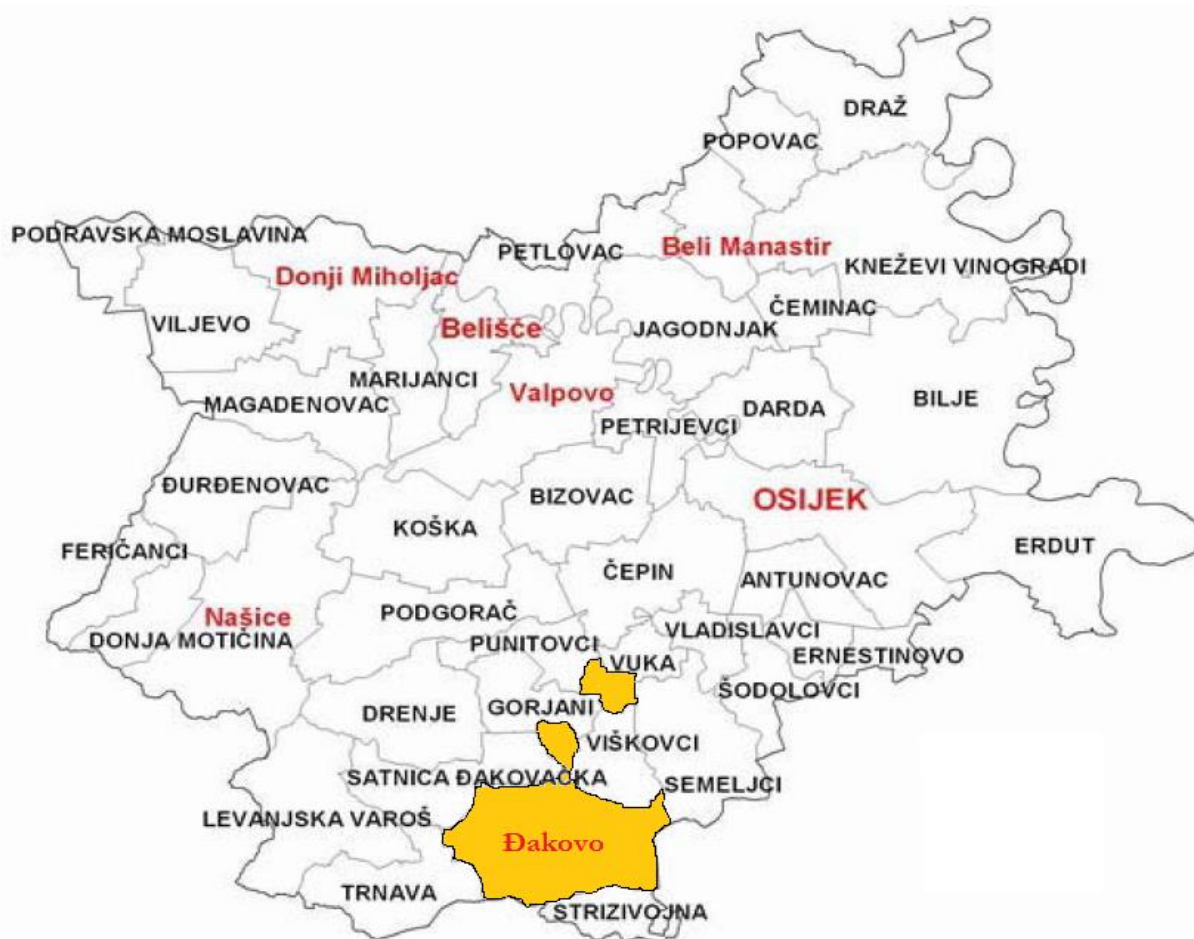 DRAŽ
POPOVAC
PODRAVSKA MOSLAVINA
PETLOVAC
Beli Manastir
KNEŽEVI VINOGRADI
Donji Miholjac
ČEMINAC
VILJEVO
Belišće
JAGODNJAK
MARIJANCI
Valpovo
MAGADENOVAC
DARDA
BILJE
PETRIJEVCI
ĐURĐENOVAC
BIZOVAC
OSIJEK
KOŠKA
FERIČANCI
ERDUT
ČEPIN
ANTUNOVAC
Našice
PODGORAČ
DONJA MOTIČINA
PUNITOVCI
VLADISLAVCI
ERNESTINOVO
VUKA
ŠODOLOVCI
DRENJE
GORJANI
VIŠKOVCI
SATNICA ĐAKOVAČKA
SEMELJCI
LEVANJSKA VAROŠ
Đakovo
TRNAVA
STRIZIVOJNA